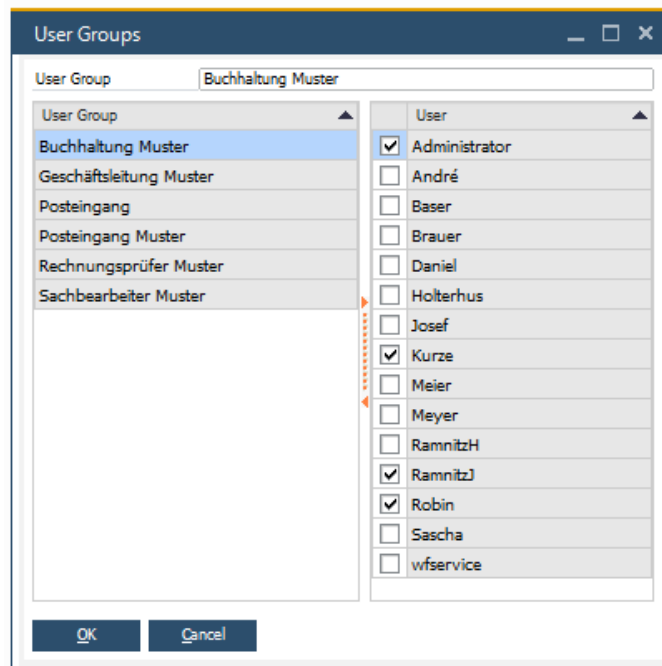 User Groups
User Group Buchhaltung Muster
User Group
Buchhaltung Muster
Geschäftsleitung Muster
Posteingang
Posteingang Muster
Rechnungsprüfer Muster
Sachbearbeiter Muster
User
Administrator
André
Baser
Brauer
Daniel
Holterhus
Josef
Kurze
Meier
Meyer
RamnitzH
RamnitzJ
Robin
Sascha
wfservice
OK Cancel